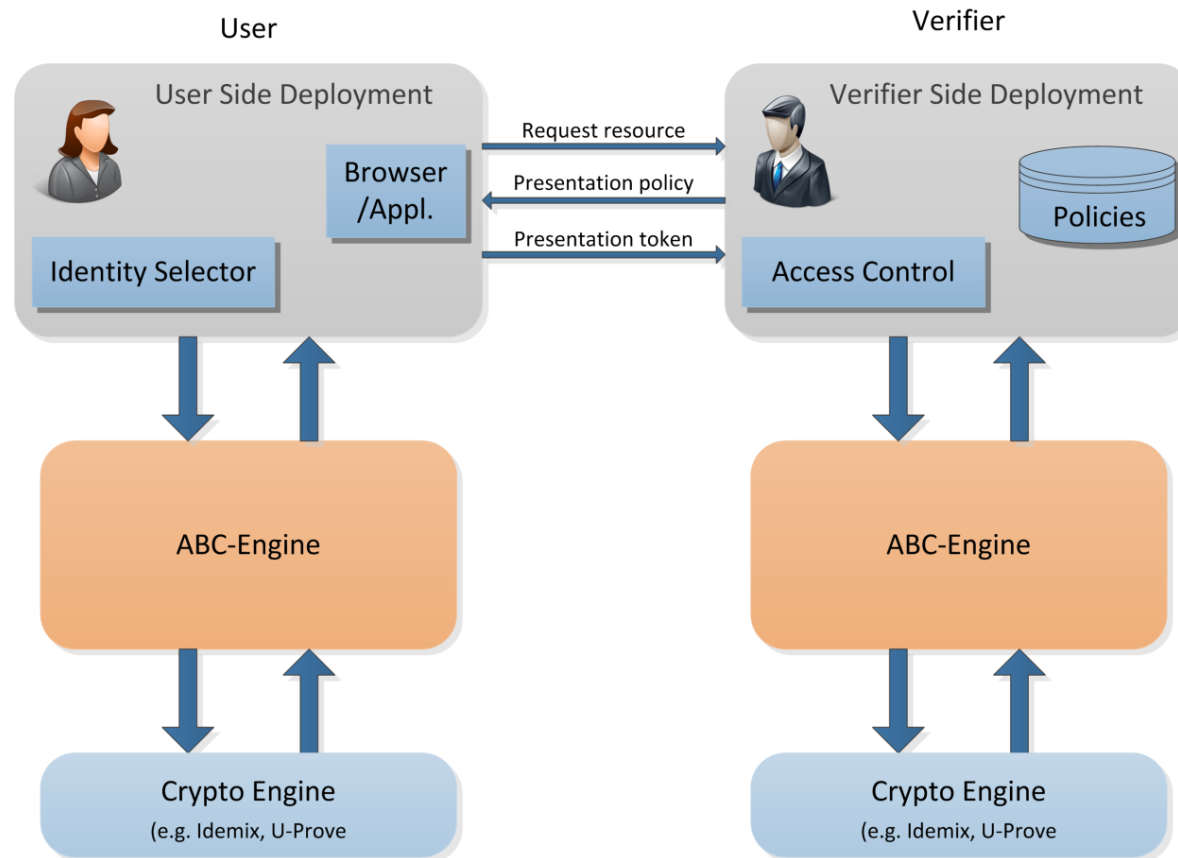 User
Verifier
User Side Deployment
Verifier Side Deployment
Request resource
Browser
/Appl.
Presentation policy
Policies
Presentation token
Identity Selector
Access Control
ABC-Engine
ABC-Engine
Crypto Engine
(e.g. Idemix, U-Prove
Crypto Engine
(e.g. Idemix, U-Prove